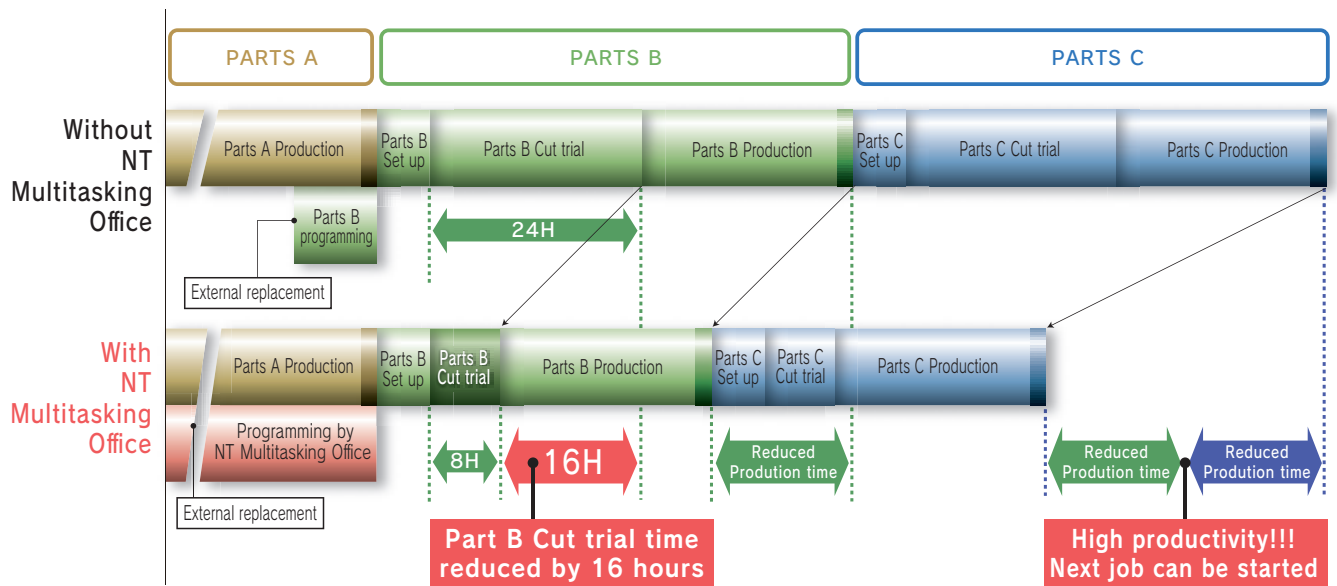 PARTS A
PARTS B
PARTS C
Without
NT
Multitasking
Office
Parts A Production
Parts B
Set up
Parts B Cut trial
Parts B Production
Parts C
Set up
Parts C Cut trial
Parts C Production
Parts B
programming
24H
External replacement
With
NT
Multitasking
Office
Parts A Production
Parts B
Set up
Parts B
Cut trial
Parts B Production
Parts C
Set up
Parts C
Cut trial
Parts C Production
Programming by
NT Multitasking Office
8H
16H
Reduced
Prodution time
Reduced
Prodution time
Reduced
Prodution time
External replacement
Part B Cut trial time
reduced by 16 hours
High productivity!!!
Next job can be started